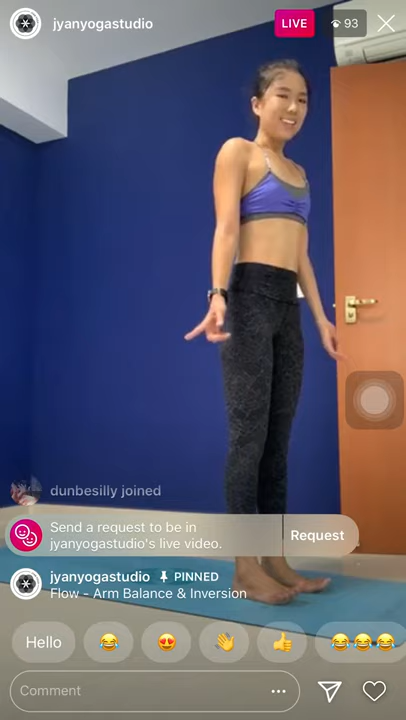 jyanyogastudio LIVE 93
dunbesilly joined
Send a request to be in
jyanyogastudio's live video.
Request
jyanyogastudio PINNED
Flow - Arm Balance & Inversion
Hello
Comment